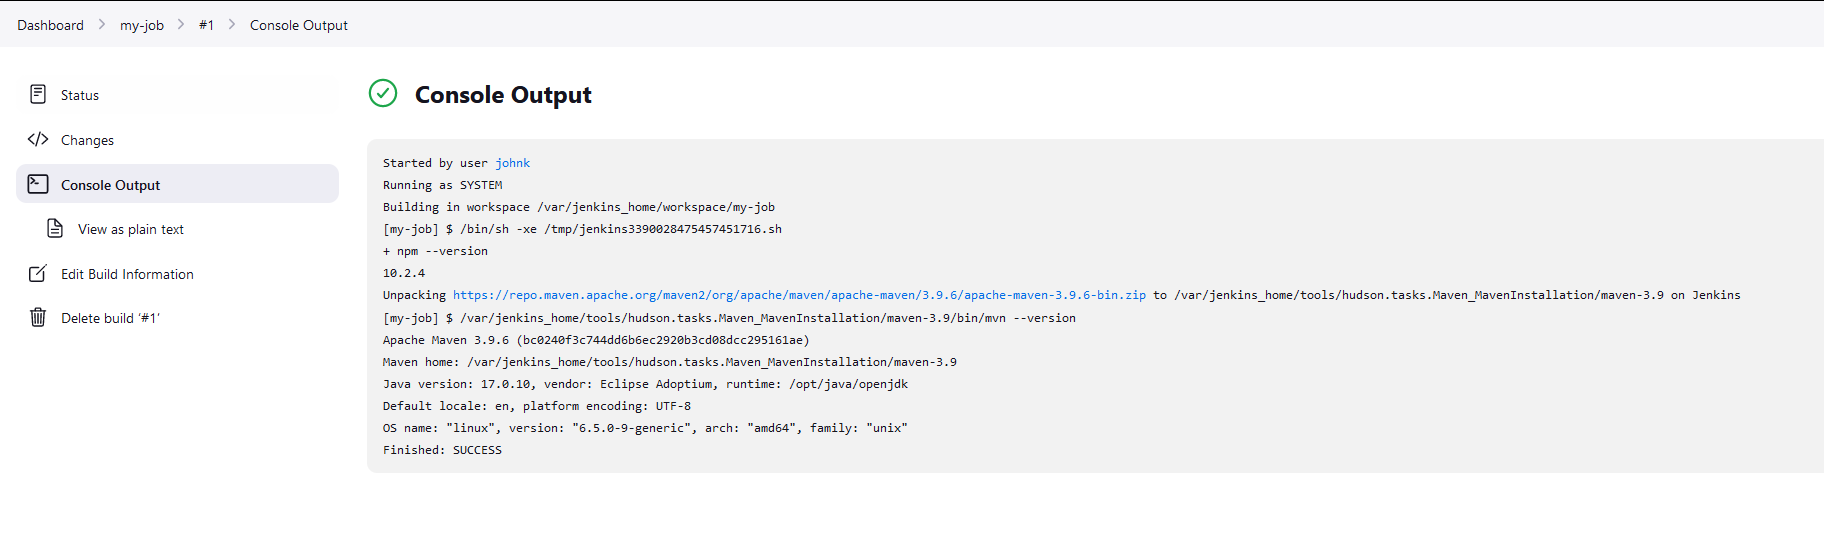 Dashboard > my-job > #1 > Console Output
Status
Changes
Console Output
View as plain text
Edit Build Information
Delete build ‘#1’
Console Output
Started by user johnk
Running as SYSTEM
Building in workspace /var/jenkins_home/workspace/my-job
[my-job] $ /bin/sh -xe /tmp/jenkins3390028475457451716.sh
+ npm --version
10.2.4
Unpacking https://repo.maven.apache.org/maven2/org/apache/maven/apache-maven/3.9.6/apache-maven-3.9.6-bin.zip to /var/jenkins_home/tools/hudson.tasks.Maven_MavenInstallation/maven-3.9 on Jenkins
[my-job] $ /var/jenkins_home/tools/hudson.tasks.Maven_MavenInstallation/maven-3.9/bin/mvn --version
Apache Maven 3.9.6 (bc0240f3c744dd6b6ec2920b3cd08dcc295161ae)
Maven home: /var/jenkins_home/tools/hudson.tasks.Maven_MavenInstallation/maven-3.9
Java version: 17.0.10, vendor: Eclipse Adoptium, runtime: /opt/java/openjdk
Default locale: en, platform encoding: UTF-8
OS name: "linux", version: "6.5.0-9-generic", arch: "amd64", family: "unix"
Finished: SUCCESS